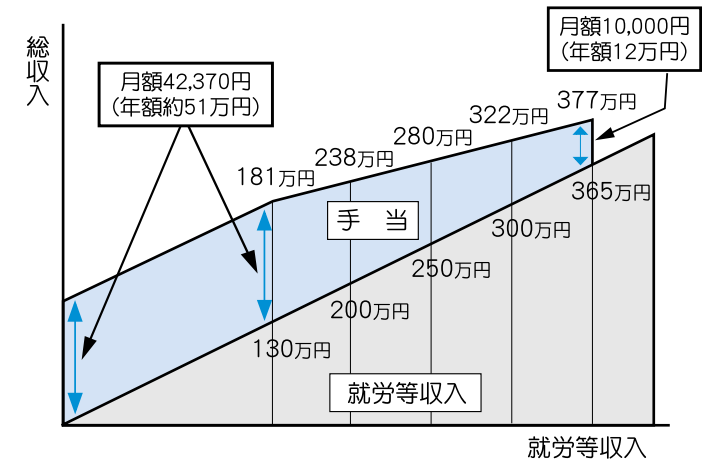 総収入
月額42,370円
(年額約51万円)
月額10,000円
(年額12万円)
181万円
238万円
280万円
322万円
377万円
手 当
365万円
300万円
250万円
200万円
130万円
就労等収入
就労等収入